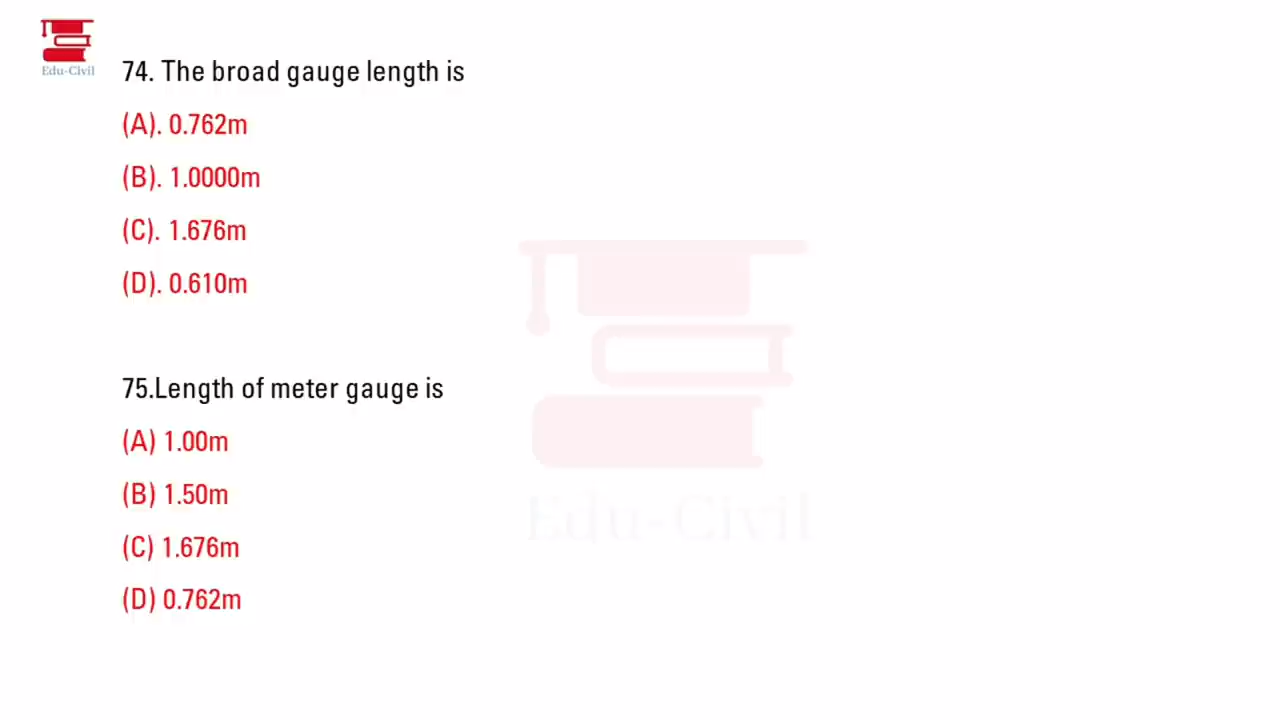 Edu-Civil
74. The broad gauge length is
(A). 0.762m
(B). 1.0000m
(C). 1.676m
(D). 0.610m
75.Length of meter gauge is
(A) 1.00m
(B) 1.50m
(C) 1.676m
(D) 0.762m
Edu-Civil